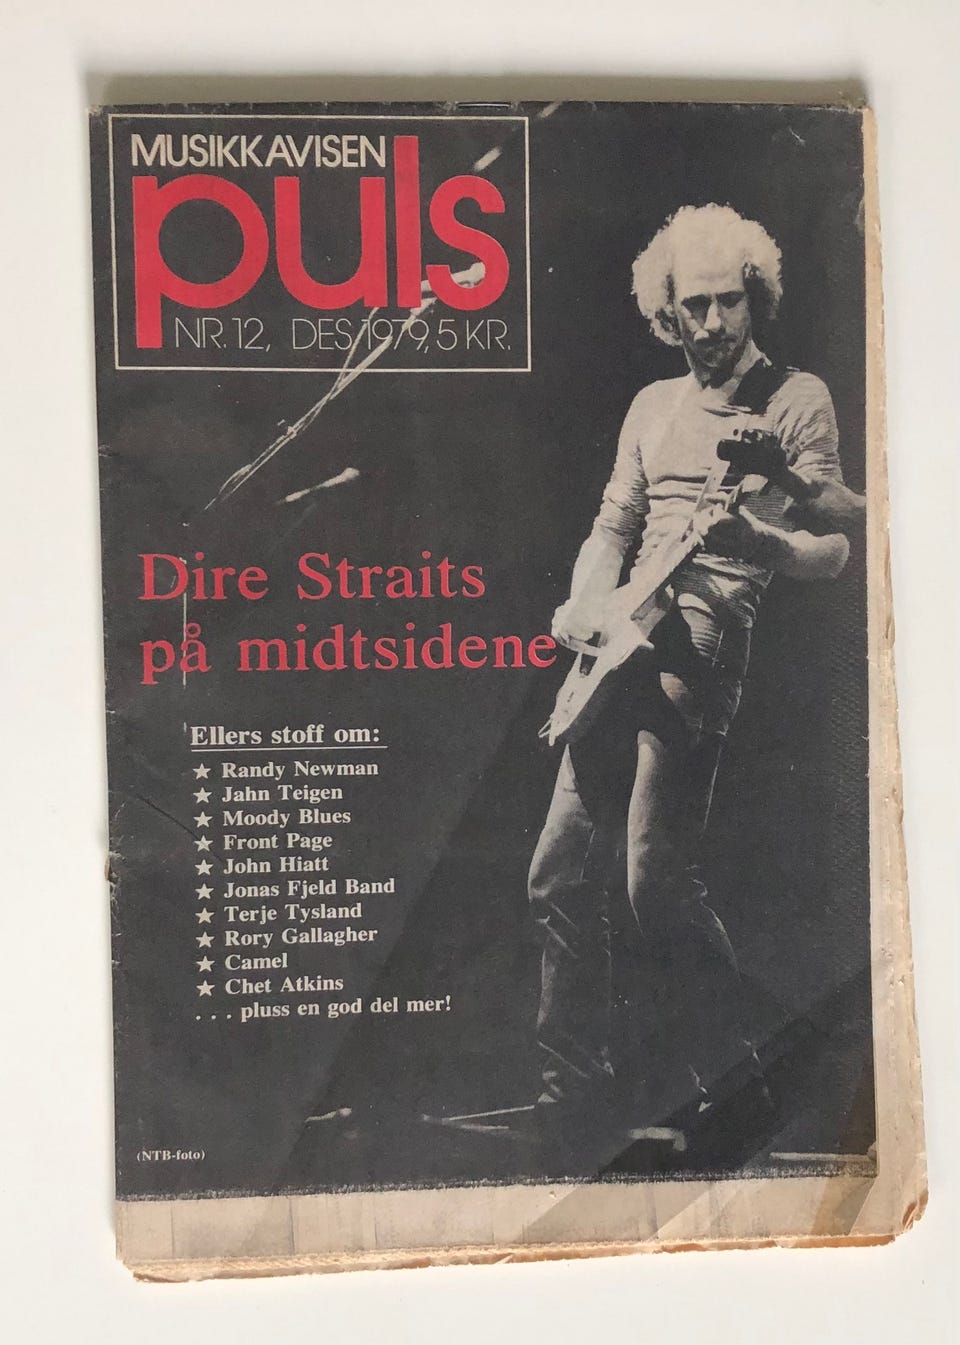 MUSIKKAVISEN
puls
NR. 12, DES 1979, 5 KR.
Dire Straits
på midtsidene
Ellers stoff om:
★ Randy Newman
★ Jahn Teigen
★ Moody Blues
★ Front Page
★ John Hiatt
★ Jonas Fjeld Band
★ Terje Tysland
★ Rory Gallagher
★ Camel
★ Chet Atkins
. . . pluss en god del mer!
(NTB-foto)